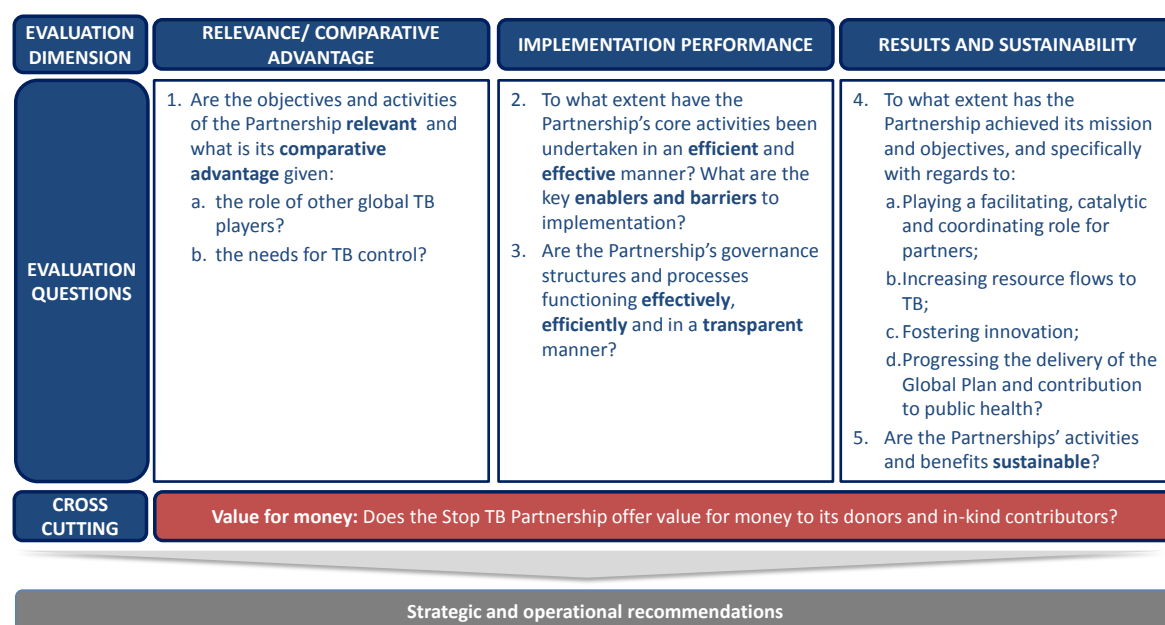 EVALUATION
DIMENSION
RELEVANCE/ COMPARATIVE
ADVANTAGE
IMPLEMENTATION PERFORMANCE
RESULTS AND SUSTAINABILITY
EVALUATION
QUESTIONS
1. Are the objectives and activities
of the Partnership relevant and
what is its comparative
advantage given:
a. the role of other global TB
players?
b. the needs for TB control?
2. To what extent have the
Partnership’s core activities been
undertaken in an efficient and
effective manner? What are the
key enablers and barriers to
implementation?
3. Are the Partnership’s governance
structures and processes
functioning effectively,
efficiently and in a transparent
manner?
4. To what extent has the
Partnership achieved its mission
and objectives, and specifically
with regards to:
a.Playing a facilitating, catalytic
and coordinating role for
partners;
b.Increasing resource flows to
TB;
c. Fostering innovation;
d.Progressing the delivery of the
Global Plan and contribution
to public health?
5. Are the Partnerships’ activities
and benefits sustainable?
CROSS
CUTTING
Value for money: Does the Stop TB Partnership offer value for money to its donors and in-kind contributors?
Strategic and operational recommendations